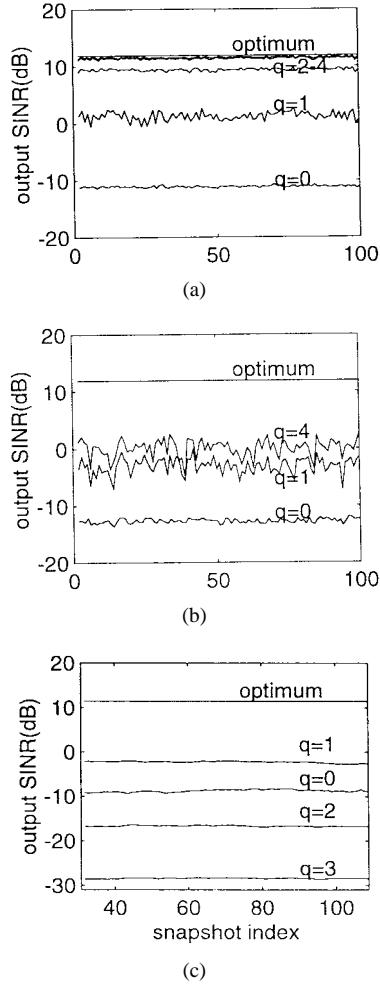 20
optimum
10
q=2-4
q=1
0
q=0
-10
-20
0 50 100
output SINR(dB)
(a)
20
optimum
10
q=4
0
q=1
q=0
-10
-20
0 50 100
output SINR(dB)
(b)
20
optimum
10
q=1
0
q=0
-10
q=2
-20
q=3
-30
40 60 80 100
output SINR(dB)
snapshot index
(c)